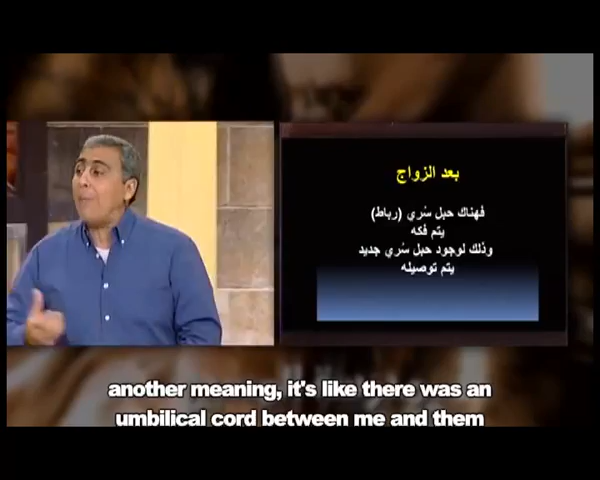 بعد الزواج
فهناك حبل سُري (رباط)
يتم فكه
وذلك لوجود حبل سُري جديد
يتم توصيله
another meaning, it's like there was an
umbilical cord between me and them